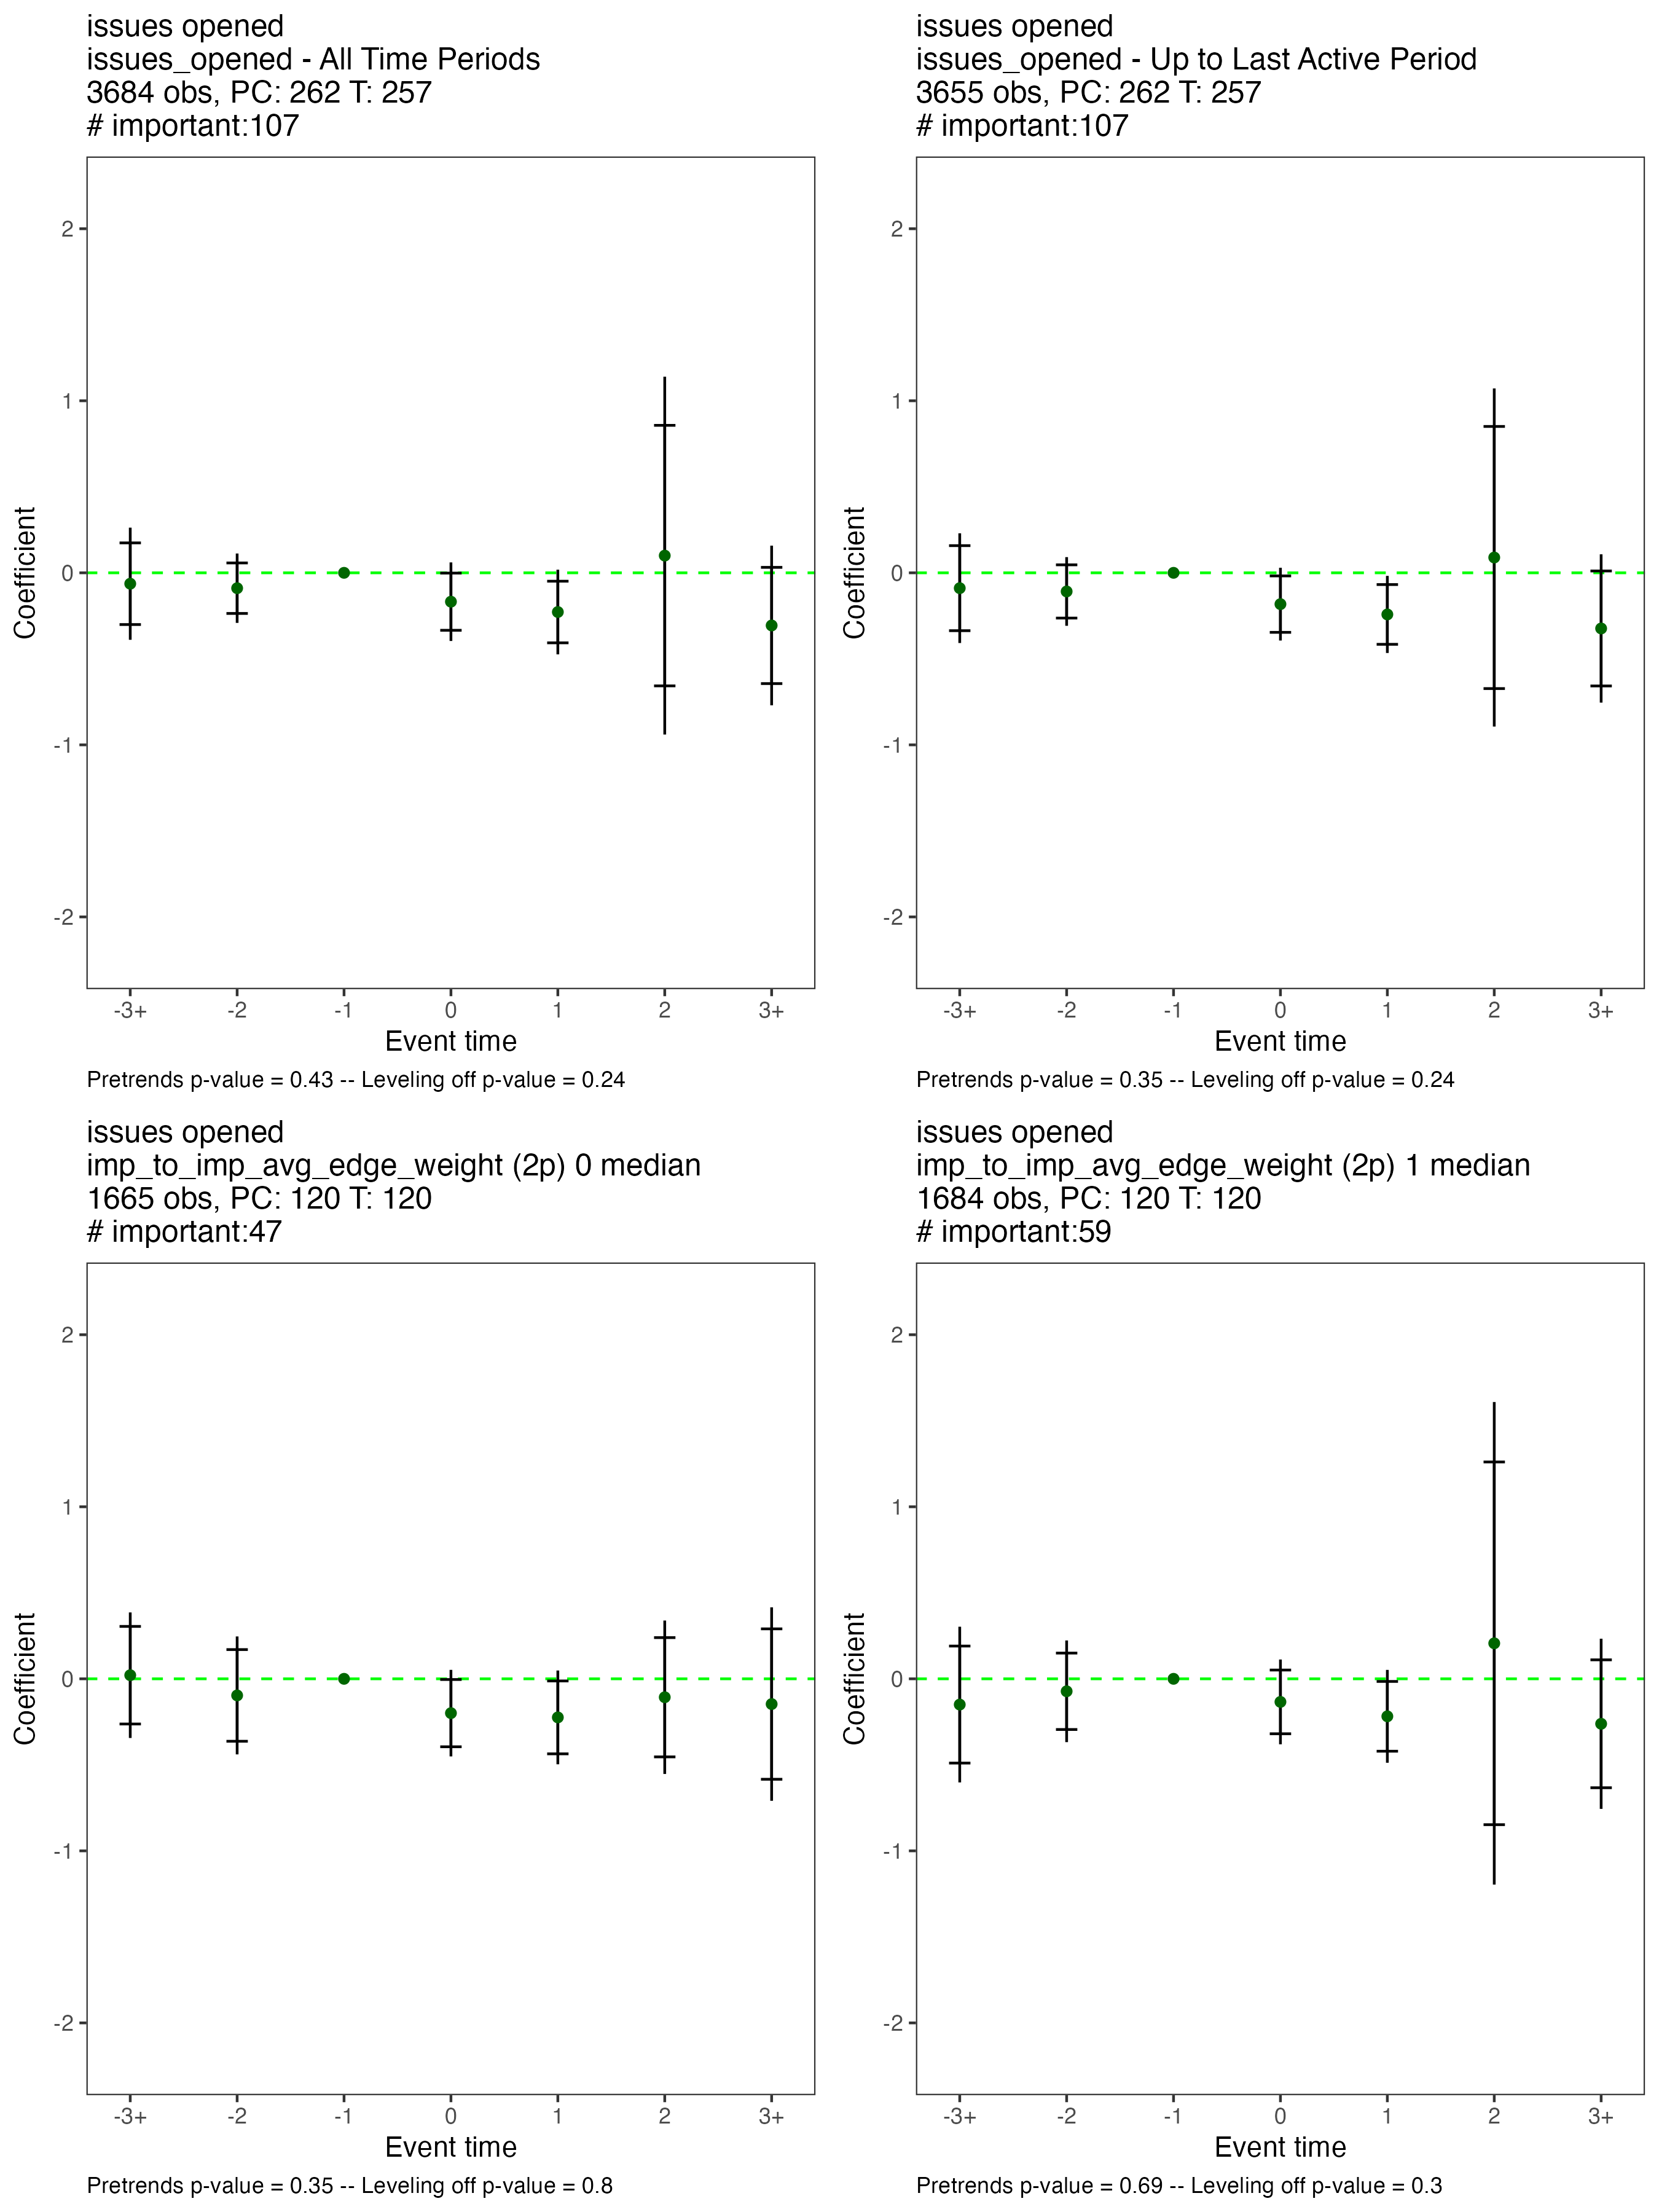 issues opened
issues_opened - All Time Periods
3684 obs, PC: 262 T: 257
# important:107
2
1
0
-1
-2
Coefficient
-3+ -2 -1 0 1 2 3+
Event time
Pretrends p-value = 0.43 -- Leveling off p-value = 0.24
issues opened
issues_opened - Up to Last Active Period
3655 obs, PC: 262 T: 257
# important:107
2
1
0
-1
-2
Coefficient
-3+ -2 -1 0 1 2 3+
Event time
Pretrends p-value = 0.35 -- Leveling off p-value = 0.24
issues opened
imp_to_imp_avg_edge_weight (2p) 0 median
1665 obs, PC: 120 T: 120
# important:47
2
1
0
-1
-2
Coefficient
-3+ -2 -1 0 1 2 3+
Event time
Pretrends p-value = 0.35 -- Leveling off p-value = 0.8
issues opened
imp_to_imp_avg_edge_weight (2p) 1 median
1684 obs, PC: 120 T: 120
# important:59
2
1
0
-1
-2
Coefficient
-3+ -2 -1 0 1 2 3+
Event time
Pretrends p-value = 0.69 -- Leveling off p-value = 0.3